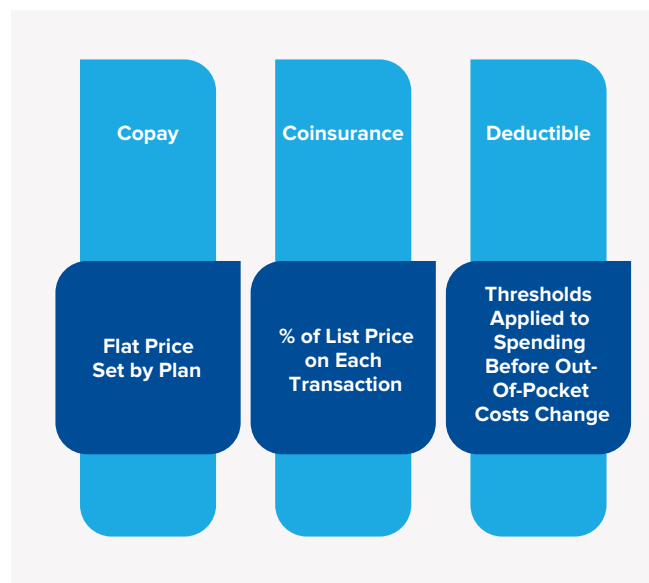 Copay
Flat Price
Set by Plan
Coinsurance
% of List Price
on Each
Transaction
Deductible
Thresholds
Applied to
Spending
Before Out-
Of-Pocket
Costs Change